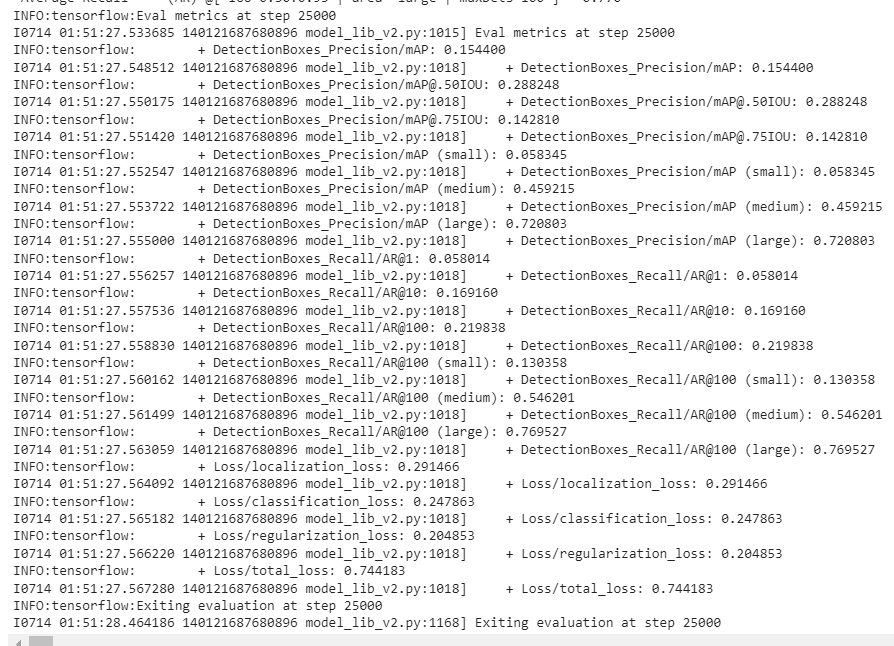 INFO:tensorflow:Eval metrics at step 25000
I0714 01:51:27.533685 140121687680896 model_lib_v2.py:1015] Eval metrics at step 25000
INFO:tensorflow:        + DetectionBoxes_Precision/mAP: 0.154400
I0714 01:51:27.548512 140121687680896 model_lib_v2.py:1018]     + DetectionBoxes_Precision/mAP: 0.154400
INFO:tensorflow:        + DetectionBoxes_Precision/mAP@.50IOU: 0.288248
I0714 01:51:27.550175 140121687680896 model_lib_v2.py:1018]     + DetectionBoxes_Precision/mAP@.50IOU: 0.288248
INFO:tensorflow:        + DetectionBoxes_Precision/mAP@.75IOU: 0.142810
I0714 01:51:27.551420 140121687680896 model_lib_v2.py:1018]     + DetectionBoxes_Precision/mAP@.75IOU: 0.142810
INFO:tensorflow:        + DetectionBoxes_Precision/mAP (small): 0.058345
I0714 01:51:27.552547 140121687680896 model_lib_v2.py:1018]     + DetectionBoxes_Precision/mAP (small): 0.058345
INFO:tensorflow:        + DetectionBoxes_Precision/mAP (medium): 0.459215
I0714 01:51:27.553722 140121687680896 model_lib_v2.py:1018]     + DetectionBoxes_Precision/mAP (medium): 0.459215
INFO:tensorflow:        + DetectionBoxes_Precision/mAP (large): 0.720803
I0714 01:51:27.555000 140121687680896 model_lib_v2.py:1018]     + DetectionBoxes_Precision/mAP (large): 0.720803
INFO:tensorflow:        + DetectionBoxes_Recall/AR@1: 0.058014
I0714 01:51:27.556257 140121687680896 model_lib_v2.py:1018]     + DetectionBoxes_Recall/AR@1: 0.058014
INFO:tensorflow:        + DetectionBoxes_Recall/AR@10: 0.169160
I0714 01:51:27.557536 140121687680896 model_lib_v2.py:1018]     + DetectionBoxes_Recall/AR@10: 0.169160
INFO:tensorflow:        + DetectionBoxes_Recall/AR@100: 0.219838
I0714 01:51:27.558830 140121687680896 model_lib_v2.py:1018]     + DetectionBoxes_Recall/AR@100: 0.219838
INFO:tensorflow:        + DetectionBoxes_Recall/AR@100 (small): 0.130358
I0714 01:51:27.560162 140121687680896 model_lib_v2.py:1018]     + DetectionBoxes_Recall/AR@100 (small): 0.130358
INFO:tensorflow:        + DetectionBoxes_Recall/AR@100 (medium): 0.546201
I0714 01:51:27.561499 140121687680896 model_lib_v2.py:1018]     + DetectionBoxes_Recall/AR@100 (medium): 0.546201
INFO:tensorflow:        + DetectionBoxes_Recall/AR@100 (large): 0.769527
I0714 01:51:27.563059 140121687680896 model_lib_v2.py:1018]     + DetectionBoxes_Recall/AR@100 (large): 0.769527
INFO:tensorflow:        + Loss/localization_loss: 0.291466
I0714 01:51:27.564092 140121687680896 model_lib_v2.py:1018]     + Loss/localization_loss: 0.291466
INFO:tensorflow:        + Loss/classification_loss: 0.247863
I0714 01:51:27.565182 140121687680896 model_lib_v2.py:1018]     + Loss/classification_loss: 0.247863
INFO:tensorflow:        + Loss/regularization_loss: 0.204853
I0714 01:51:27.566220 140121687680896 model_lib_v2.py:1018]     + Loss/regularization_loss: 0.204853
INFO:tensorflow:        + Loss/total_loss: 0.744183
I0714 01:51:27.567280 140121687680896 model_lib_v2.py:1018]     + Loss/total_loss: 0.744183
INFO:tensorflow:Exiting evaluation at step 25000
I0714 01:51:28.464186 140121687680896 model_lib_v2.py:1168] Exiting evaluation at step 25000